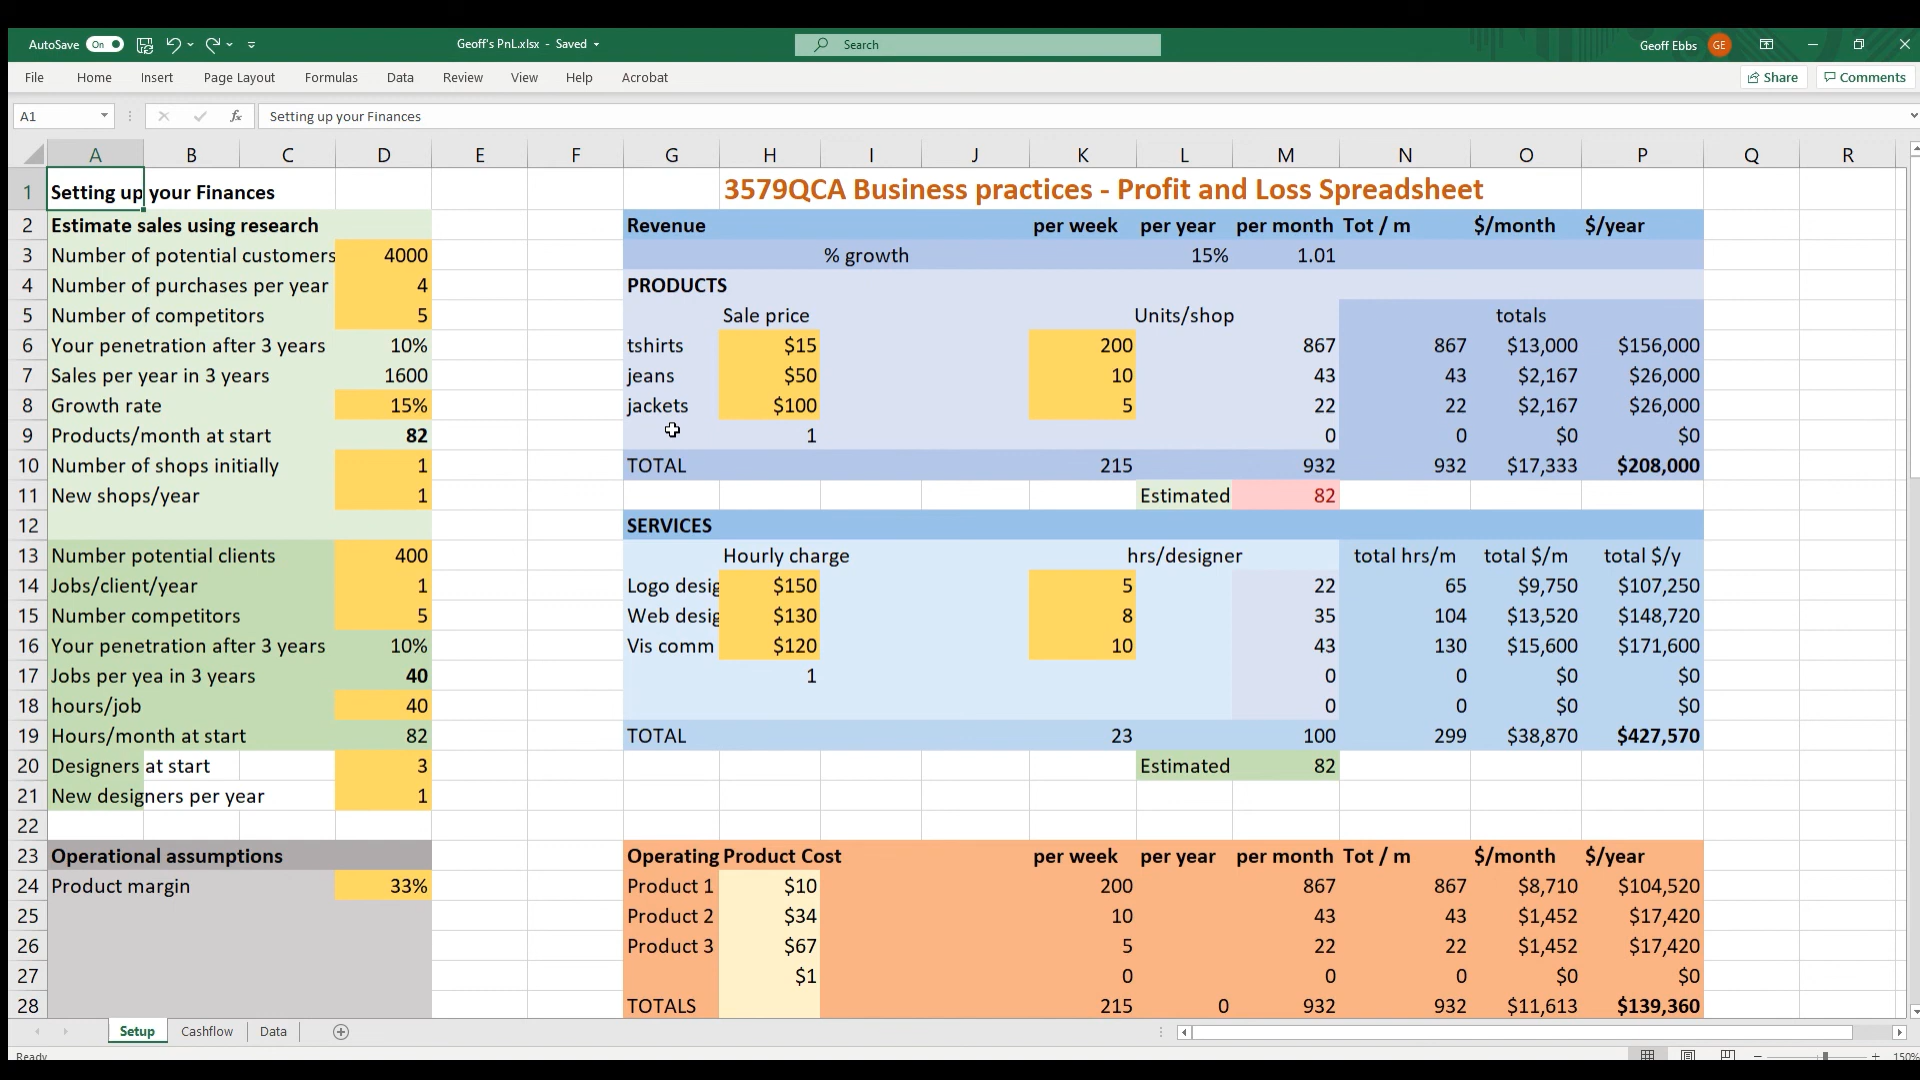 AutoSave On Geoff's PnL.xlsx - Saved Search Geoff Ebbs GE
File Home Insert Page Layout Formulas Data Review View Help Acrobat Share Comments
A1 fx Setting up your Finances
A B C D E F G H I J K L M N O P Q R
1 Setting up your Finances 3579QCA Business practices - Profit and Loss Spreadsheet
2 Estimate sales using research Revenue per week per year per month Tot / m $/month $/year
3 Number of potential customers 4000 % growth 15% 1.01
4 Number of purchases per year 4 PRODUCTS
5 Number of competitors 5 Sale price Units/shop totals
6 Your penetration after 3 years 10% tshirts $15 200 867 867 $13,000 $156,000
7 Sales per year in 3 years 1600 jeans $50 10 43 43 $2,167 $26,000
8 Growth rate 15% jackets $100 5 22 22 $2,167 $26,000
9 Products/month at start 82 1 0 0 $0 $0
10 Number of shops initially 1 TOTAL 215 932 932 $17,333 $208,000
11 New shops/year 1 Estimated 82
12 SERVICES
13 Number potential clients 400 Hourly charge hrs/designer total hrs/m total $/m total $/y
14 Jobs/client/year 1 Logo desig $150 5 22 65 $9,750 $107,250
15 Number competitors 5 Web desig $130 8 35 104 $13,520 $148,720
16 Your penetration after 3 years 10% Vis comm $120 10 43 130 $15,600 $171,600
17 Jobs per yea in 3 years 40 1 0 0 $0 $0
18 hours/job 40 0 0 $0 $0
19 Hours/month at start 82 TOTAL 23 100 299 $38,870 $427,570
20 Designers at start 3 Estimated 82
21 New designers per year 1
22
23 Operational assumptions Operating Product Cost per week per year per month Tot / m $/month $/year
24 Product margin 33% Product 1 $10 200 867 867 $8,710 $104,520
25 Product 2 $34 10 43 43 $1,452 $17,420
26 Product 3 $67 5 22 22 $1,452 $17,420
27 $1 0 0 0 $0 $0
28 TOTALS 215 0 932 932 $11,613 $139,360
Setup Cashflow Data
Ready 150%